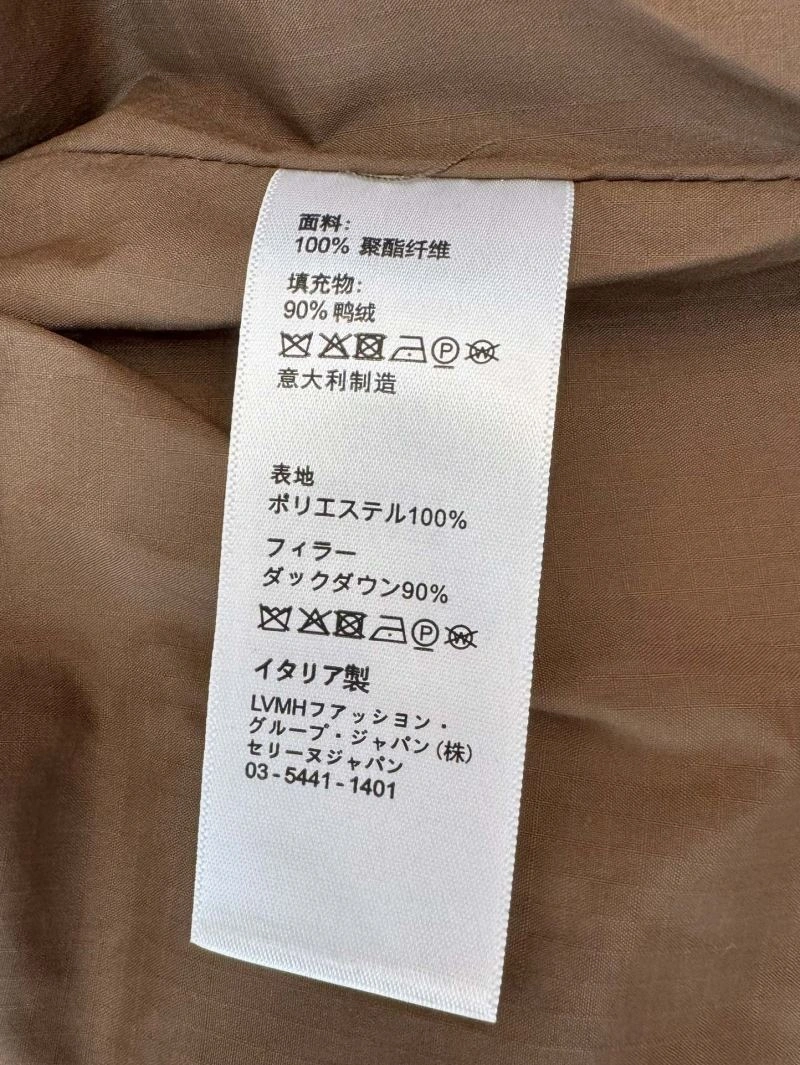 面料:
100% 聚酯纤维
填充物:
90% 鸭绒
P W
意大利制造
表地
ポリエステル100%
フィラー
ダックダウン90%
P W
イタリア製
LVMHファッション・
グループ・ジャパン(株)
セリーヌジャパン
03-5441-1401